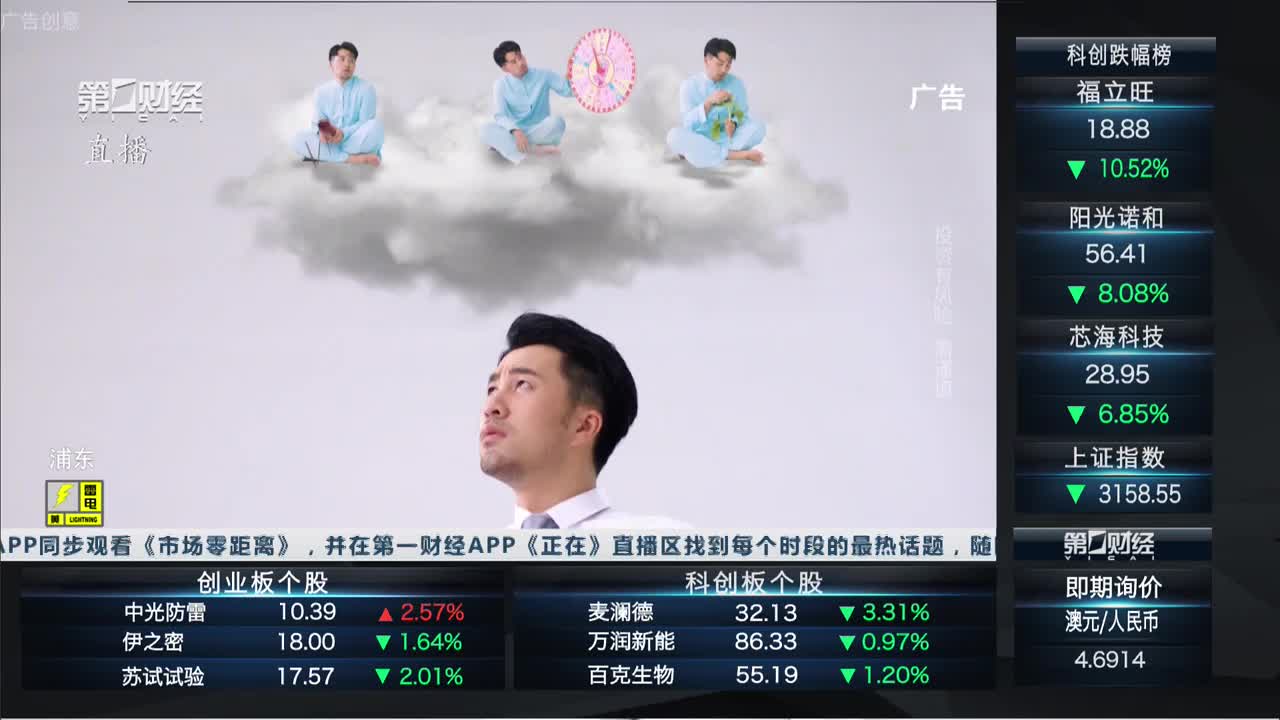 广告创意
第一财经
YICAI
直播
广告
投资有风险 需谨慎
浦东
雷电
黄 LIGHTNING
APP同步观看《市场零距离》，并在第一财经APP《正在》直播区找到每个时段的最热话题，随
创业板个股
中光防雷 10.39 ▲2.57%
伊之密 18.00 ▼1.64%
苏试试验 17.57 ▼2.01%
科创板个股
麦澜德 32.13 ▼3.31%
万润新能 86.33 ▼0.97%
百克生物 55.19 ▼1.20%
科创跌幅榜
福立旺
18.88
▼ 10.52%
阳光诺和
56.41
▼ 8.08%
芯海科技
28.95
▼ 6.85%
上证指数
▼ 3158.55
第一财经
YICAI
即期询价
澳元/人民币
4.6914